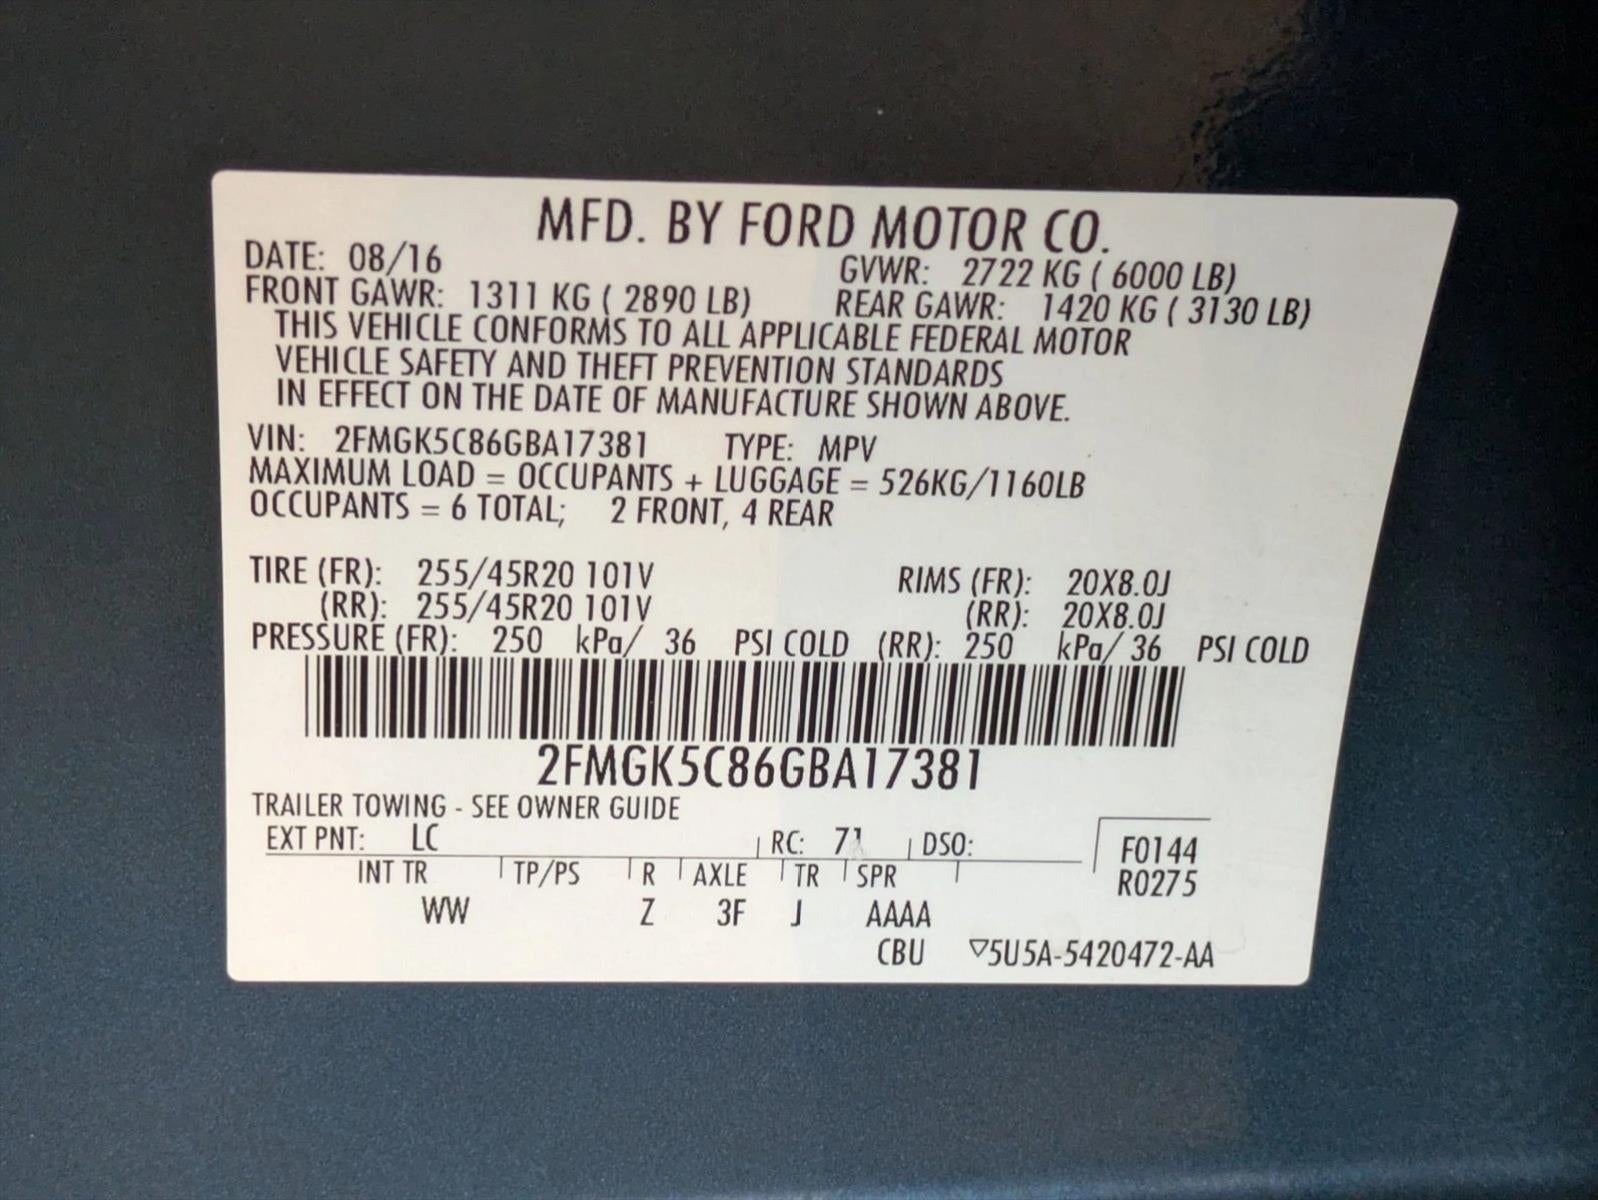 MFD. BY FORD MOTOR CO.
DATE: 08/16 GVWR: 2722 KG ( 6000 LB)
FRONT GAWR: 1311 KG ( 2890 LB) REAR GAWR: 1420 KG ( 3130 LB)
THIS VEHICLE CONFORMS TO ALL APPLICABLE FEDERAL MOTOR
VEHICLE SAFETY AND THEFT PREVENTION STANDARDS
IN EFFECT ON THE DATE OF MANUFACTURE SHOWN ABOVE.
VIN: 2FMGK5C86GBA17381 TYPE: MPV
MAXIMUM LOAD = OCCUPANTS + LUGGAGE = 526KG/1160LB
OCCUPANTS = 6 TOTAL; 2 FRONT, 4 REAR
TIRE (FR): 255/45R20 101V RIMS (FR): 20X8.0J
(RR): 255/45R20 101V (RR): 20X8.0J
PRESSURE (FR): 250 kPa/ 36 PSI COLD (RR): 250 kPa/ 36 PSI COLD
2FMGK5C86GBA17381
TRAILER TOWING - SEE OWNER GUIDE
EXT PNT: LC RC: 71 DSO: F0144
INT TR TP/PS R AXLE TR SPR R0275
WW Z 3F J AAAA
CBU ▽5U5A-5420472-AA